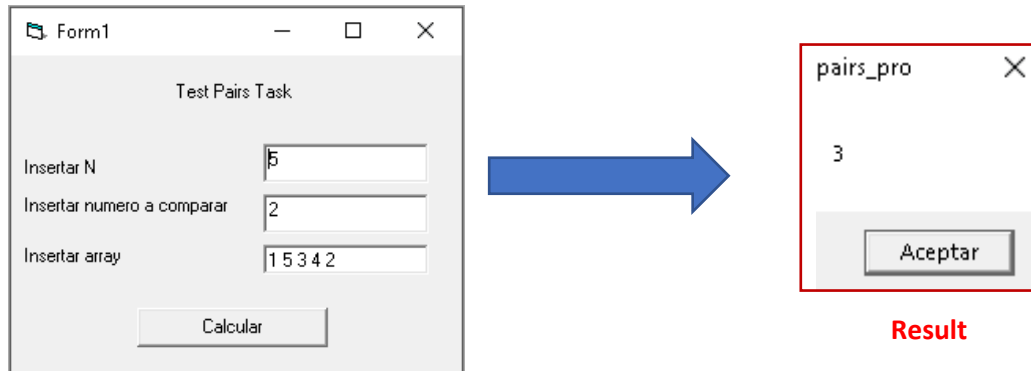 Form1
Test Pairs Task
Insertar N
5
Insertar numero a comparar
2
Insertar array
1 5 3 4 2
Calcular
pairs_pro
3
Aceptar
Result